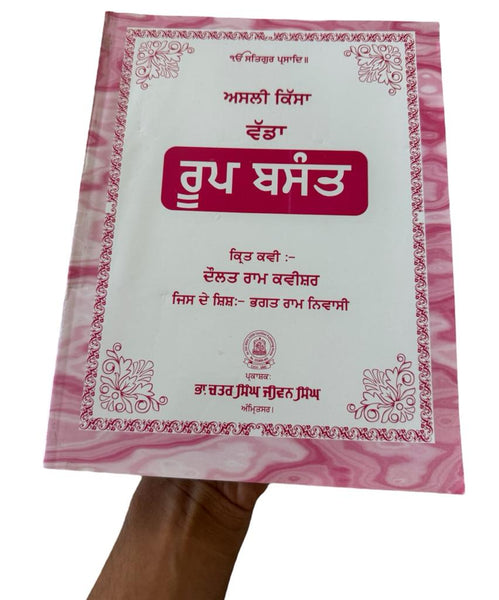 ੴ ਸਤਿਗੁਰ ਪ੍ਰਸਾਦਿ॥
ਅਸਲੀ ਕਿੱਸਾ
ਵੱਡਾ
ਰੂਪ ਬਸੰਤ
ਕ੍ਰਿਤ ਕਵੀ :-
ਦੌਲਤ ਰਾਮ ਕਵੀਸ਼ਰ
ਜਿਸ ਦੇ ਸ਼ਿਸ਼:- ਭਗਤ ਰਾਮ ਨਿਵਾਸੀ
ਪ੍ਰਕਾਸ਼ਕ:
ਭਾ. ਚਤਰ ਸਿੰਘ ਜੀਵਨ ਸਿੰਘ
ਅੰਮ੍ਰਿਤਸਰ।